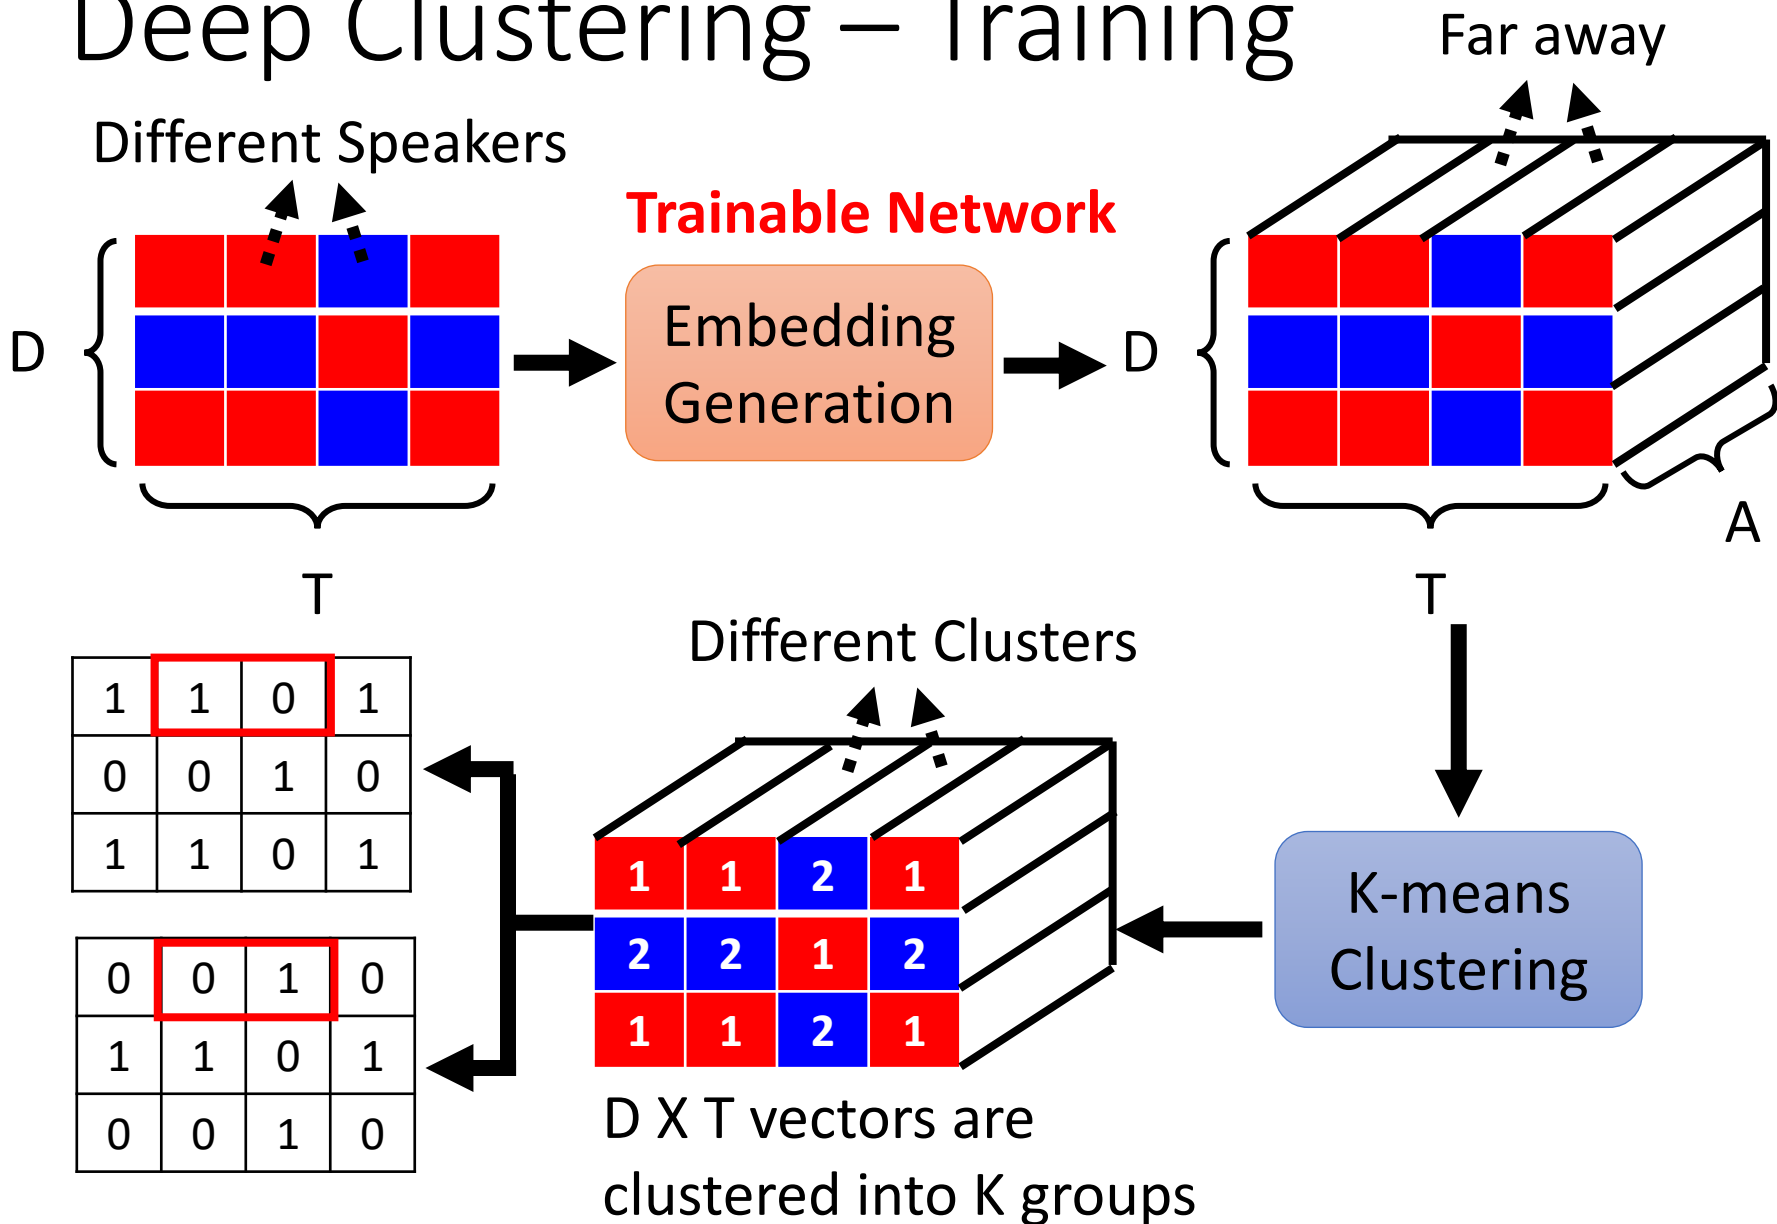 Deep Clustering – Training
Far away
Different Speakers
Trainable Network
D
Embedding
Generation
D
A
T
T
Different Clusters
1 1 0 1
0 0 1 0
1 1 0 1
1 1 2 1
2 2 1 2
1 1 2 1
K-means
Clustering
0 0 1 0
1 1 0 1
0 0 1 0
D X T vectors are
clustered into K groups